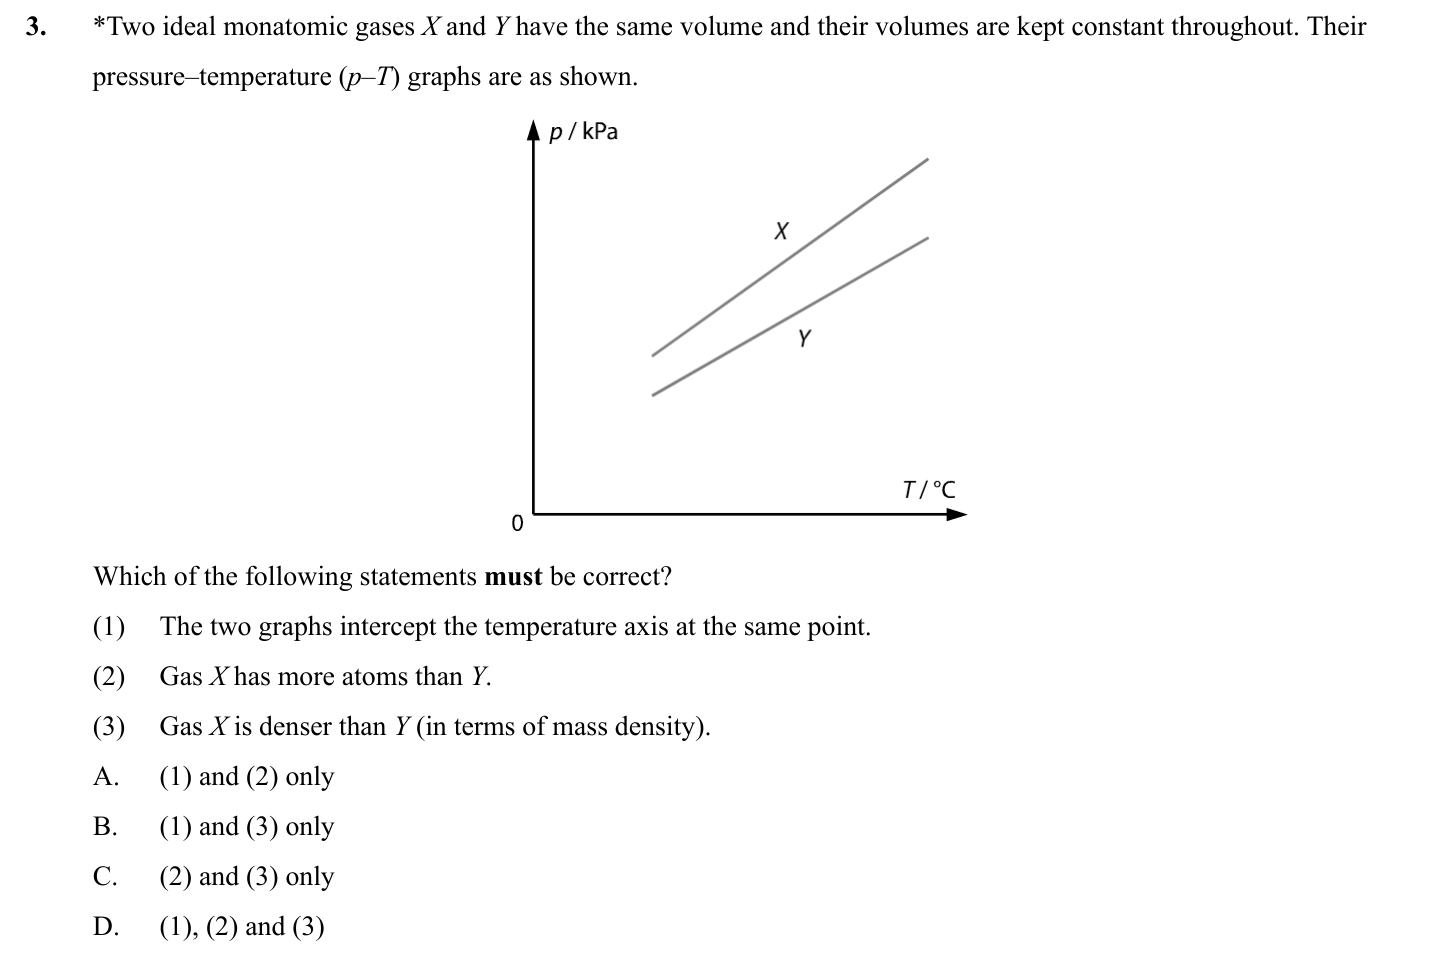 3. *Two ideal monatomic gases X and Y have the same volume and their volumes are kept constant throughout. Their
pressure–temperature (p–T) graphs are as shown.
p / kPa
X
Y
T / °C
0
Which of the following statements must be correct?
(1) The two graphs intercept the temperature axis at the same point.
(2) Gas X has more atoms than Y.
(3) Gas X is denser than Y (in terms of mass density).
A. (1) and (2) only
B. (1) and (3) only
C. (2) and (3) only
D. (1), (2) and (3)